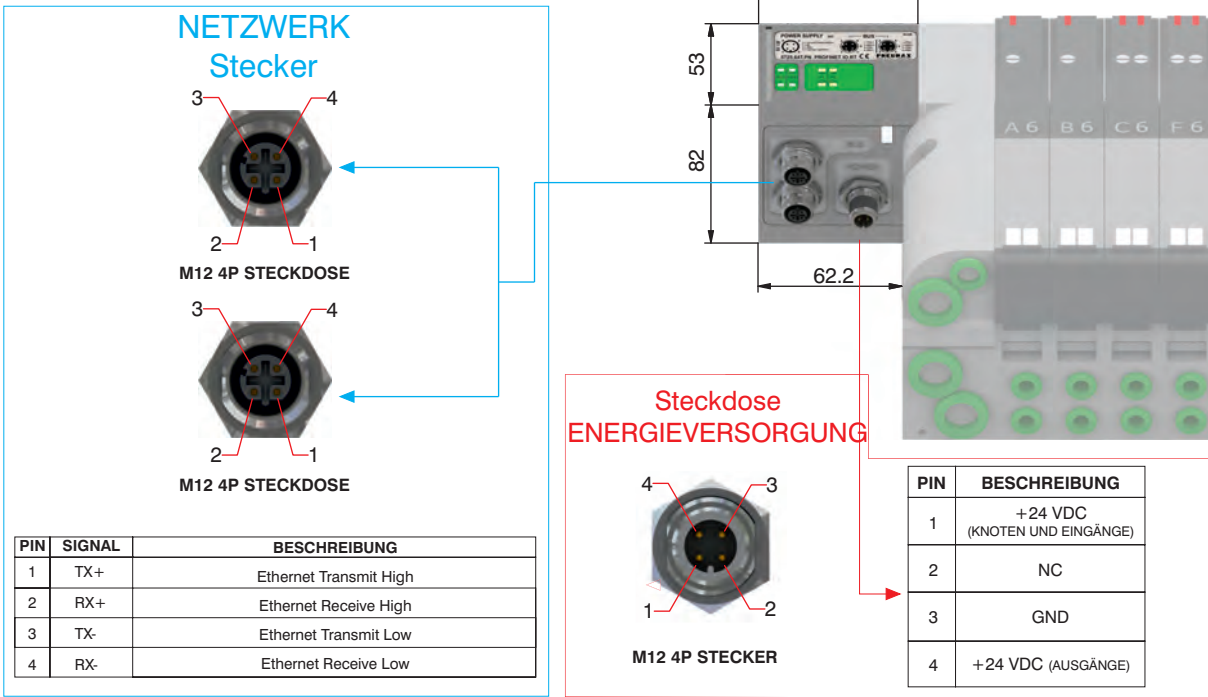 NETZWERK
Stecker
3
4
2
1
M12 4P STECKDOSE
3
4
2
1
M12 4P STECKDOSE
PIN SIGNAL BESCHREIBUNG
1 TX+ Ethernet Transmit High
2 RX+ Ethernet Receive High
3 TX- Ethernet Transmit Low
4 RX- Ethernet Receive Low
53
82
62.2
POWER SUPPLY
BUS
5725.64T.PN PROFINET IO RT CE PNEUMAX
A 6 B 6 C 6 F 6
Steckdose
ENERGIEVERSORGUNG
4
3
1
2
M12 4P STECKER
PIN BESCHREIBUNG
1 +24 VDC
(KNOTEN UND EINGÄNGE)
2 NC
3 GND
4 +24 VDC (AUSGÄNGE)